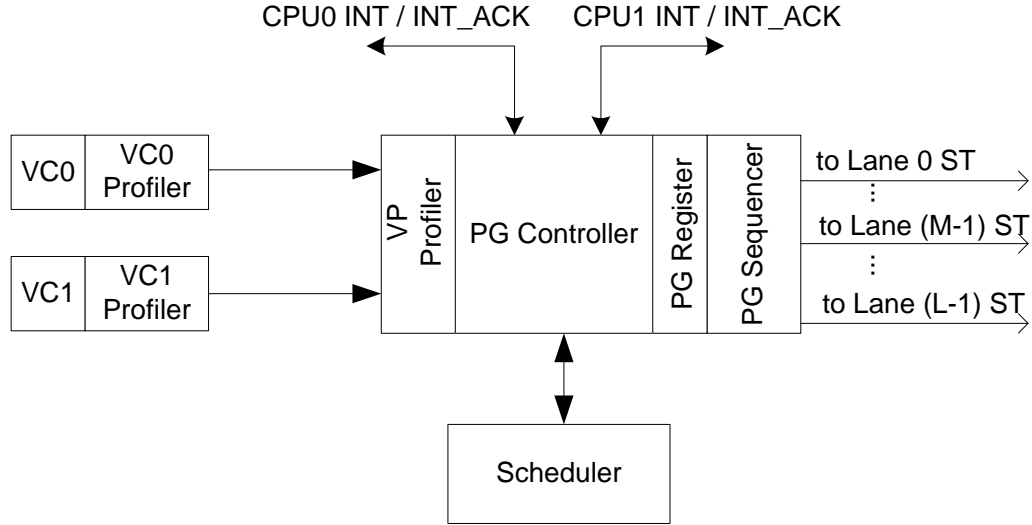 CPU0 INT / INT_ACK
CPU1 INT / INT_ACK
VC0
VC0
Profiler
VC1
VC1
Profiler
VP
Profiler
PG Controller
PG Register
PG Sequencer
to Lane 0 ST
...
to Lane (M-1) ST
...
to Lane (L-1) ST
Scheduler